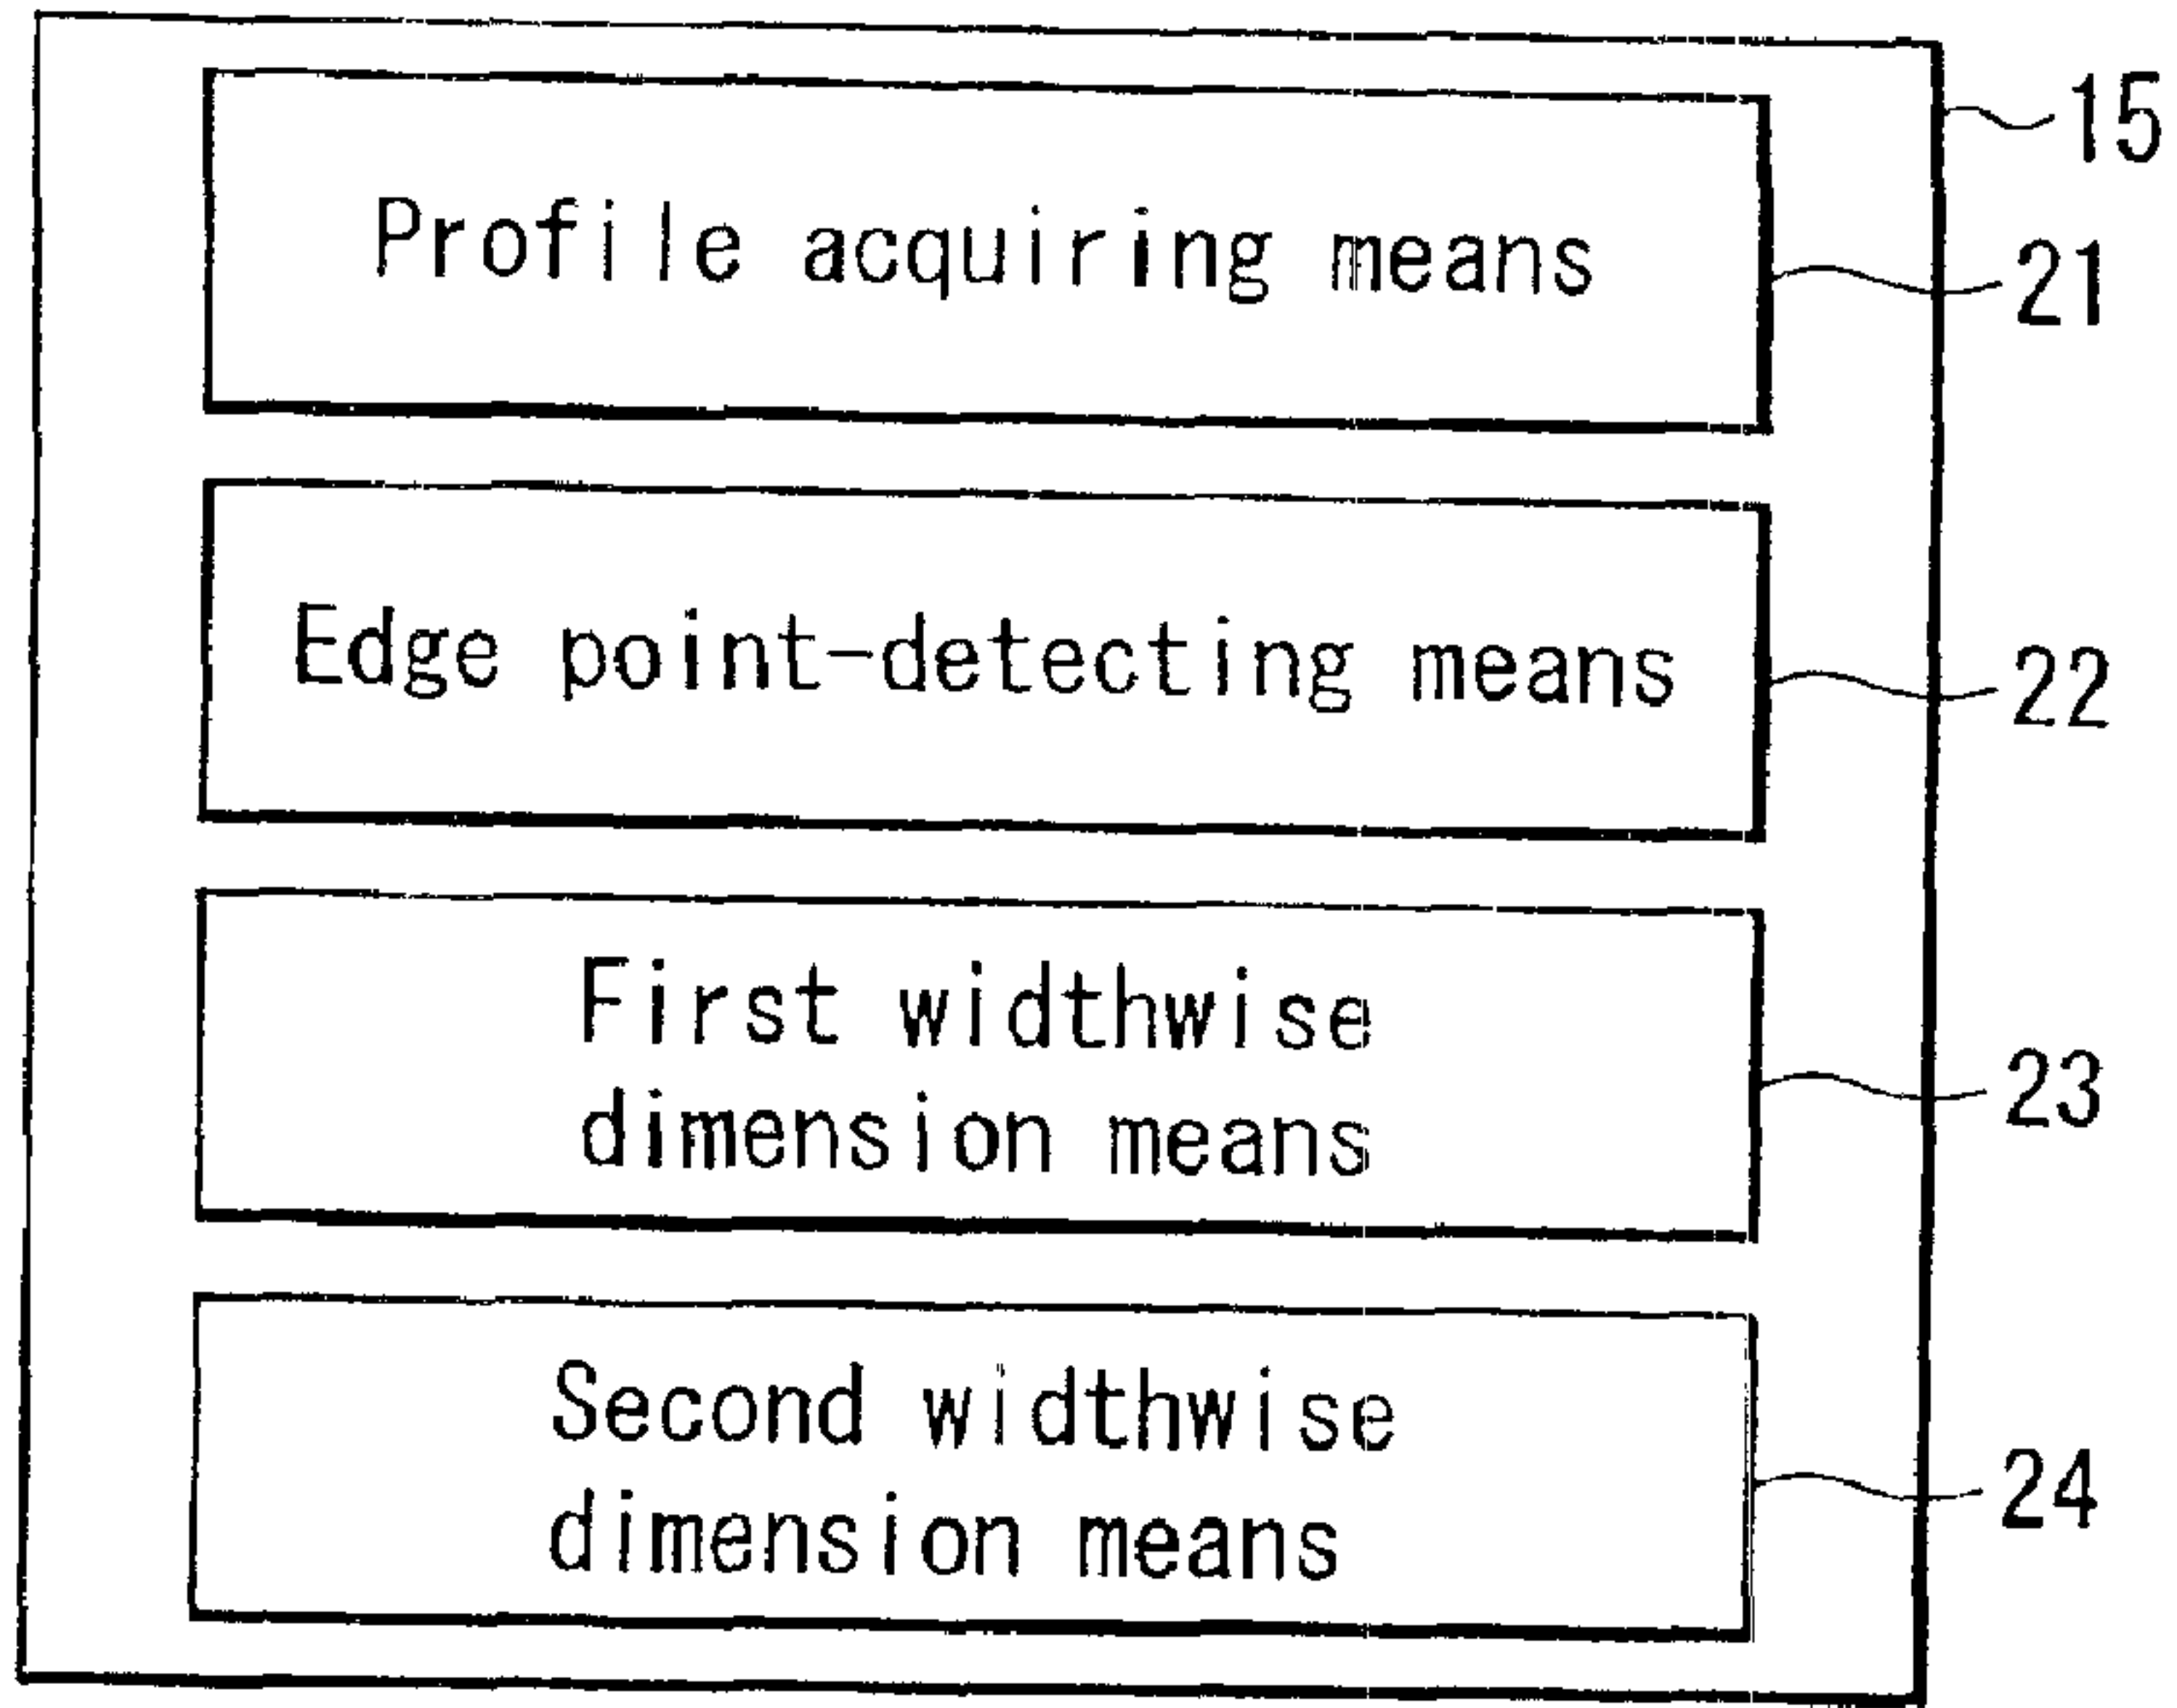 15
Profile acquiring means
21
Edge point-detecting means
22
First widthwise
dimension means
23
Second widthwise
dimension means
24